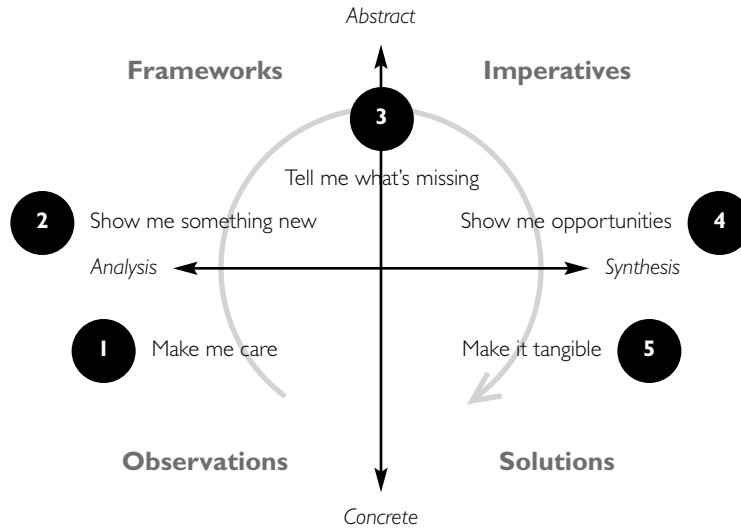 Abstract
Frameworks
Imperatives
3
Tell me what's missing
2 Show me something new
Show me opportunities 4
Analysis
Synthesis
1 Make me care
Make it tangible 5
Observations
Solutions
Concrete